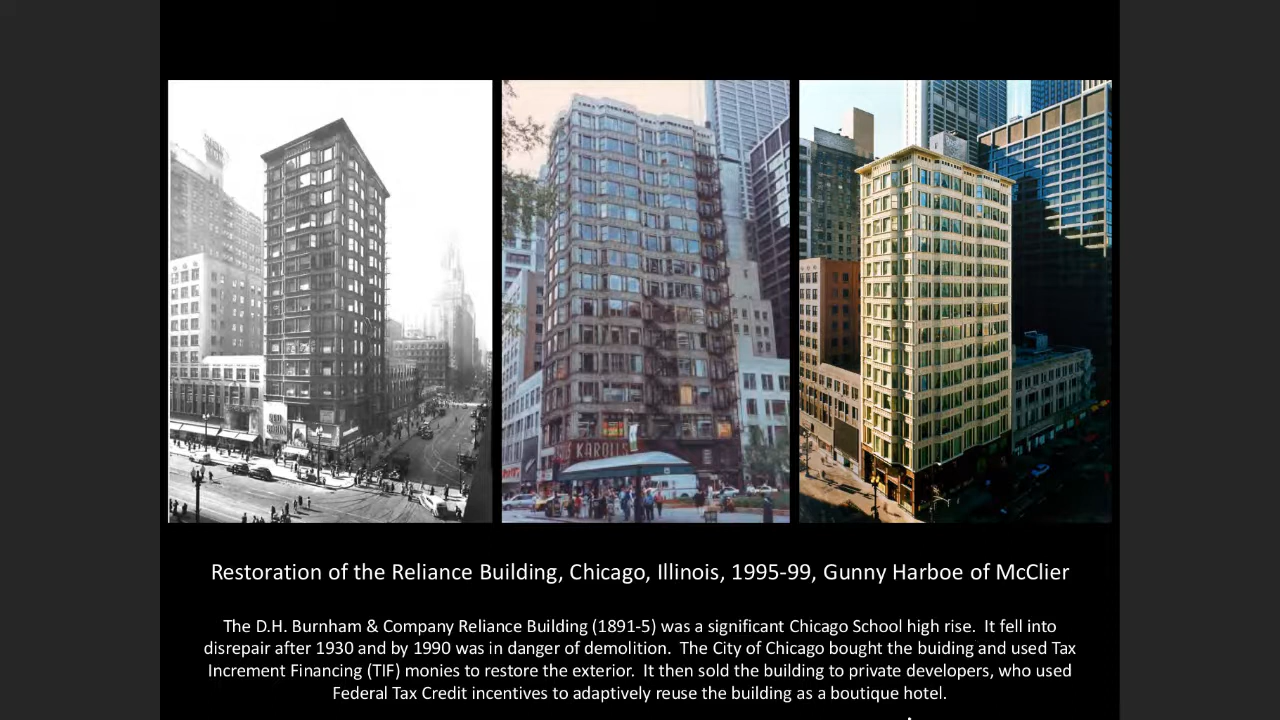 KAROLLS
Restoration of the Reliance Building, Chicago, Illinois, 1995-99, Gunny Harboe of McClier
The D.H. Burnham & Company Reliance Building (1891-5) was a significant Chicago School high rise.  It fell into
disrepair after 1930 and by 1990 was in danger of demolition.  The City of Chicago bought the buiding and used Tax
Increment Financing (TIF) monies to restore the exterior.  It then sold the building to private developers, who used
Federal Tax Credit incentives to adaptively reuse the building as a boutique hotel.